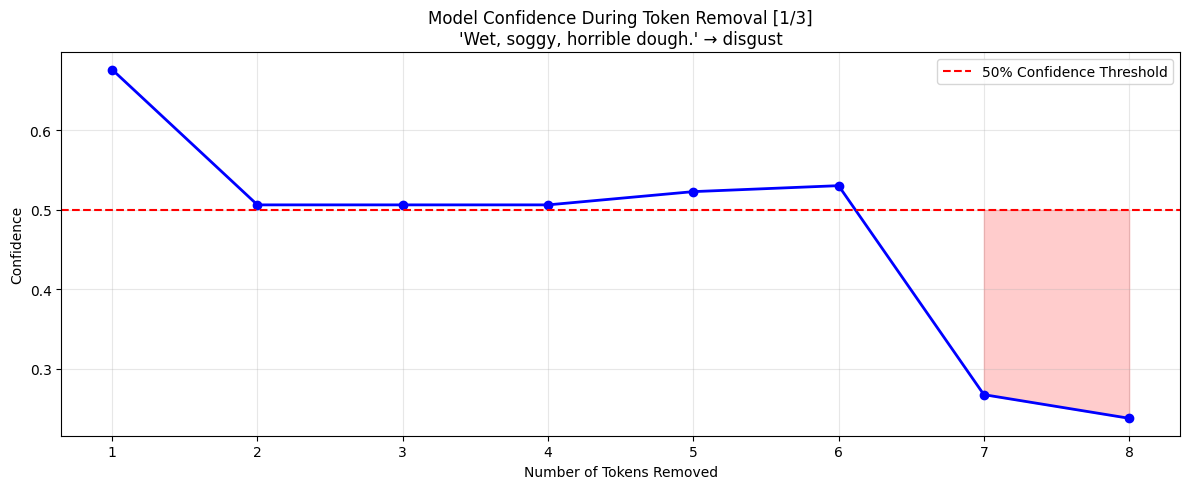 Model Confidence During Token Removal [1/3]
'Wet, soggy, horrible dough.' → disgust
50% Confidence Threshold
0.6
0.5
0.4
0.3
Confidence
1 2 3 4 5 6 7 8
Number of Tokens Removed